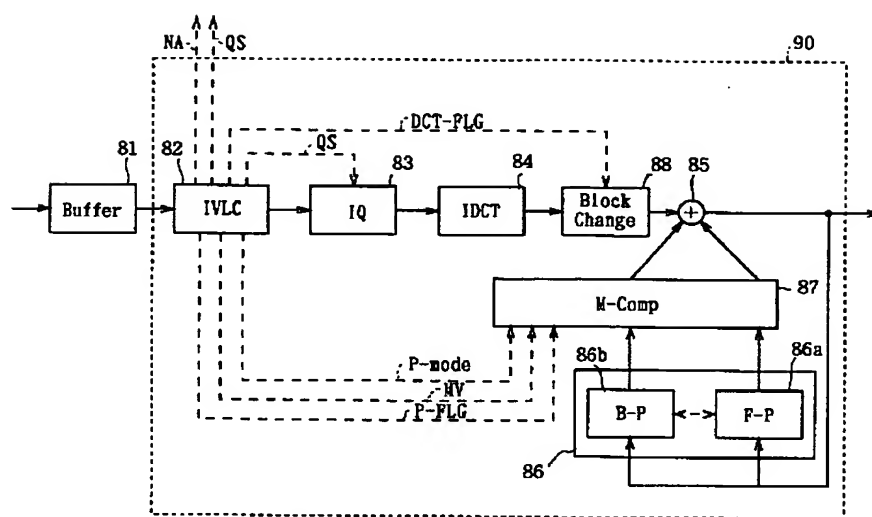 NA
QS
90
DCT-FLG
QS
81
82
83
84
88
85
Buffer
IVLC
IQ
IDCT
Block
Change
+
87
M-Comp
P-mode
MV
P-FLG
86b
86a
B-P
F-P
86